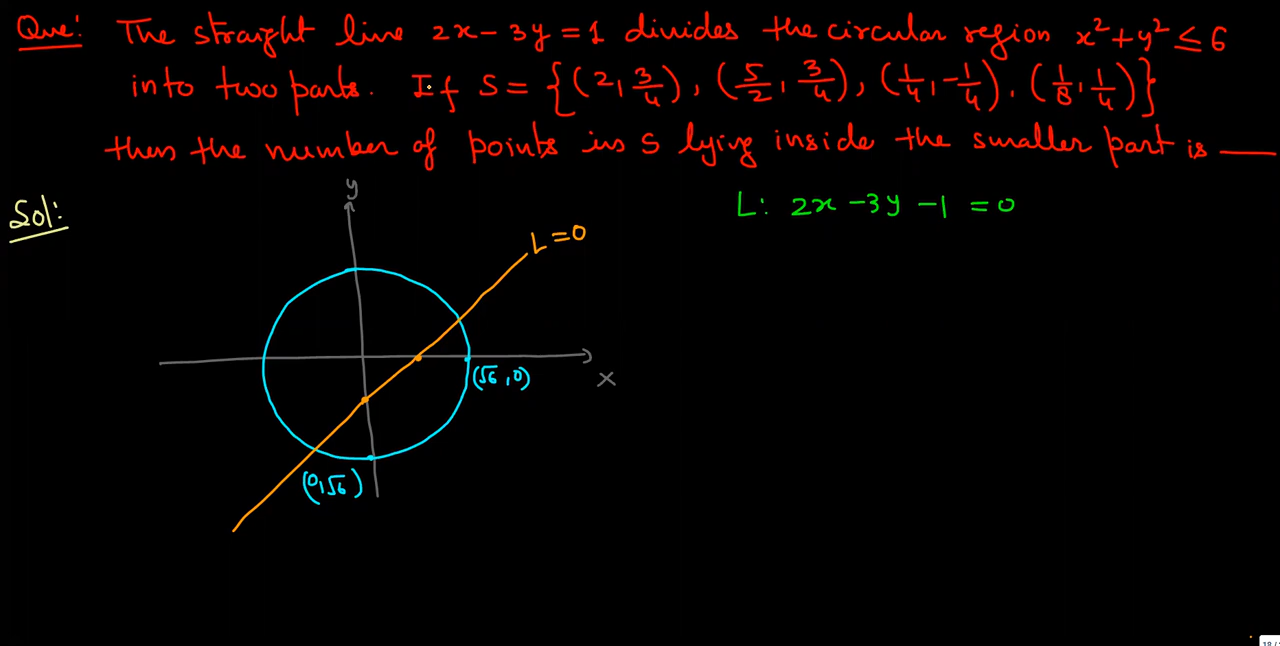 Que: The straight line 2x - 3y = 1 divides the circular region x² + y² ≤ 6
into two parts. If S = {(2, 3/4), (5/2, 3/4), (1/4, -1/4), (1/8, 1/4)}
then the number of points in S lying inside the smaller part is ___
Sol:
L: 2x - 3y - 1 = 0
y
L = 0
(√6, 0)
x
(0, √6)